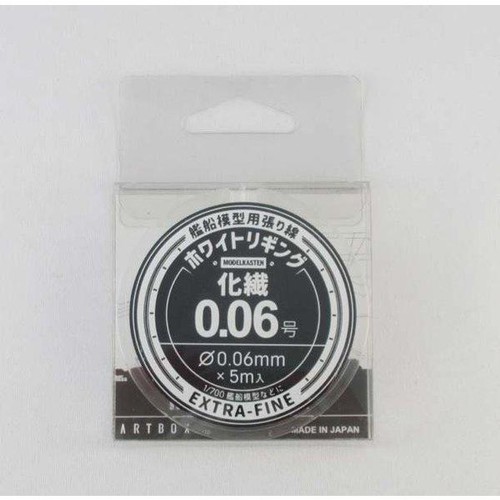 艦船模型用張り線
ホワイトリギング
MODELKASTEN
化繊
0.06号
Ø0.06mm
×5m入
1/700 艦船模型などに
EXTRA-FINE
ARTBOX
MADE IN JAPAN